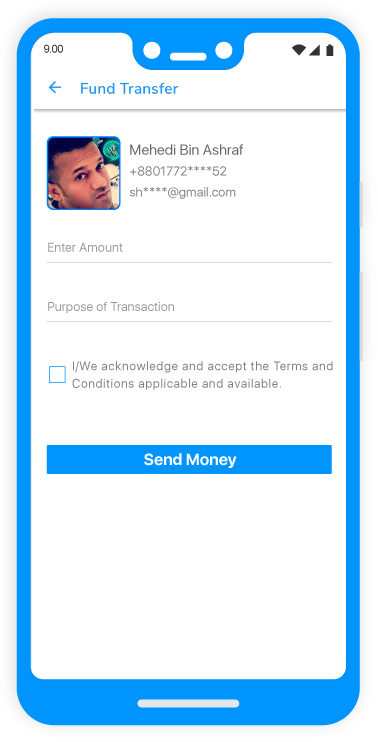 9.00
Fund Transfer
Mehedi Bin Ashraf
+8801772****52
sh****@gmail.com
Enter Amount
Purpose of Transaction
I/We acknowledge and accept the Terms and
Conditions applicable and available.
Send Money